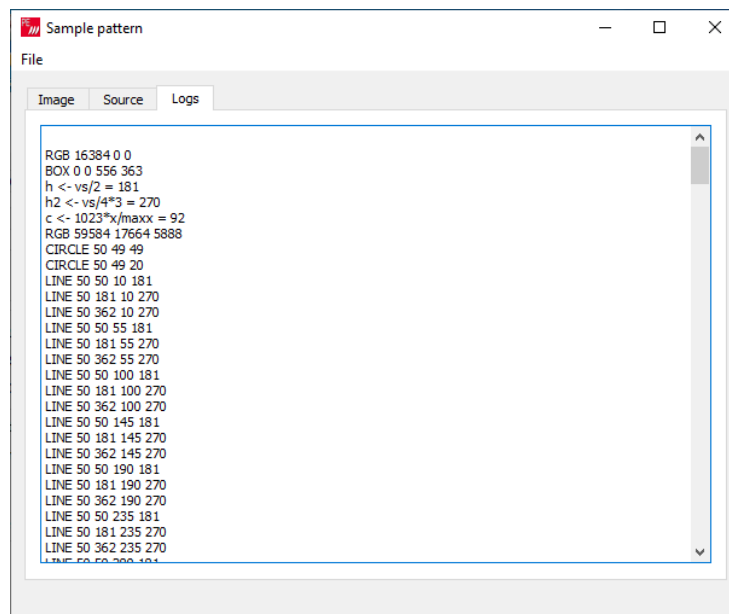 Sample pattern
File
Image Source Logs
RGB 16384 0 0
BOX 0 0 556 363
h <- vs/2 = 181
h2 <- vs/4*3 = 270
c <- 1023*x/maxx = 92
RGB 59584 17664 5888
CIRCLE 50 49 49
CIRCLE 50 49 20
LINE 50 50 10 181
LINE 50 181 10 270
LINE 50 362 10 270
LINE 50 50 55 181
LINE 50 181 55 270
LINE 50 362 55 270
LINE 50 50 100 181
LINE 50 181 100 270
LINE 50 362 100 270
LINE 50 50 145 181
LINE 50 181 145 270
LINE 50 362 145 270
LINE 50 50 190 181
LINE 50 181 190 270
LINE 50 362 190 270
LINE 50 50 235 181
LINE 50 181 235 270
LINE 50 362 235 270